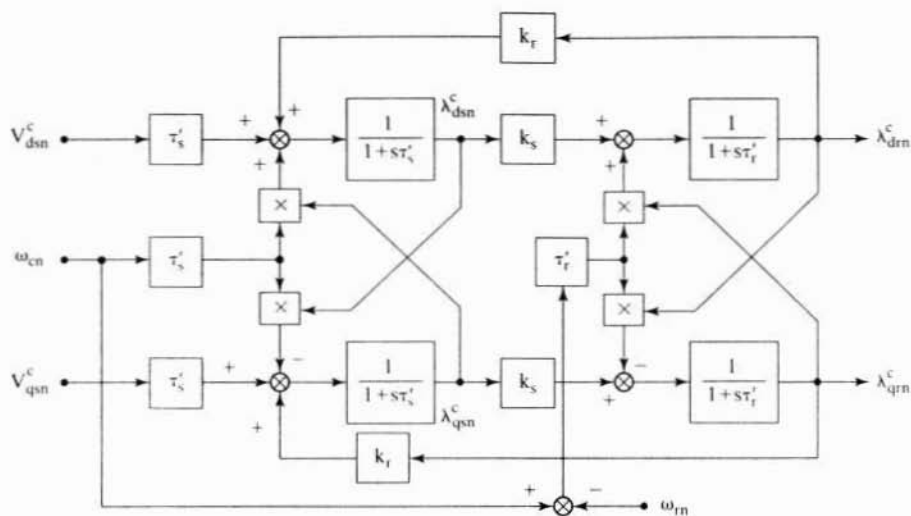 k_r
λ^c_dsn
V^c_dsn
τ'_s
+
+
+
1
1 + sτ'_s
k_s
+
+
1
1 + sτ'_r
λ^c_drn
×
×
ω_cn
τ'_s
τ'_r
×
×
V^c_qsn
τ'_s
+
−
+
1
1 + sτ'_s
λ^c_qsn
k_s
+
−
1
1 + sτ'_r
λ^c_qrn
k_r
+
−
ω_rn